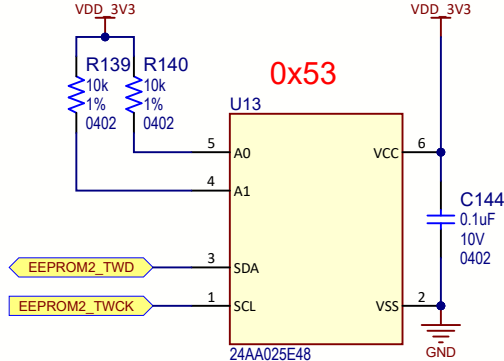 VDD_3V3
VDD_3V3
R139
10k
1%
0402
R140
10k
1%
0402
0x53
U13
5
A0
4
A1
3
SDA
1
SCL
VCC
6
VSS
2
EEPROM2_TWD
EEPROM2_TWCK
C144
0.1uF
10V
0402
24AA025E48
GND